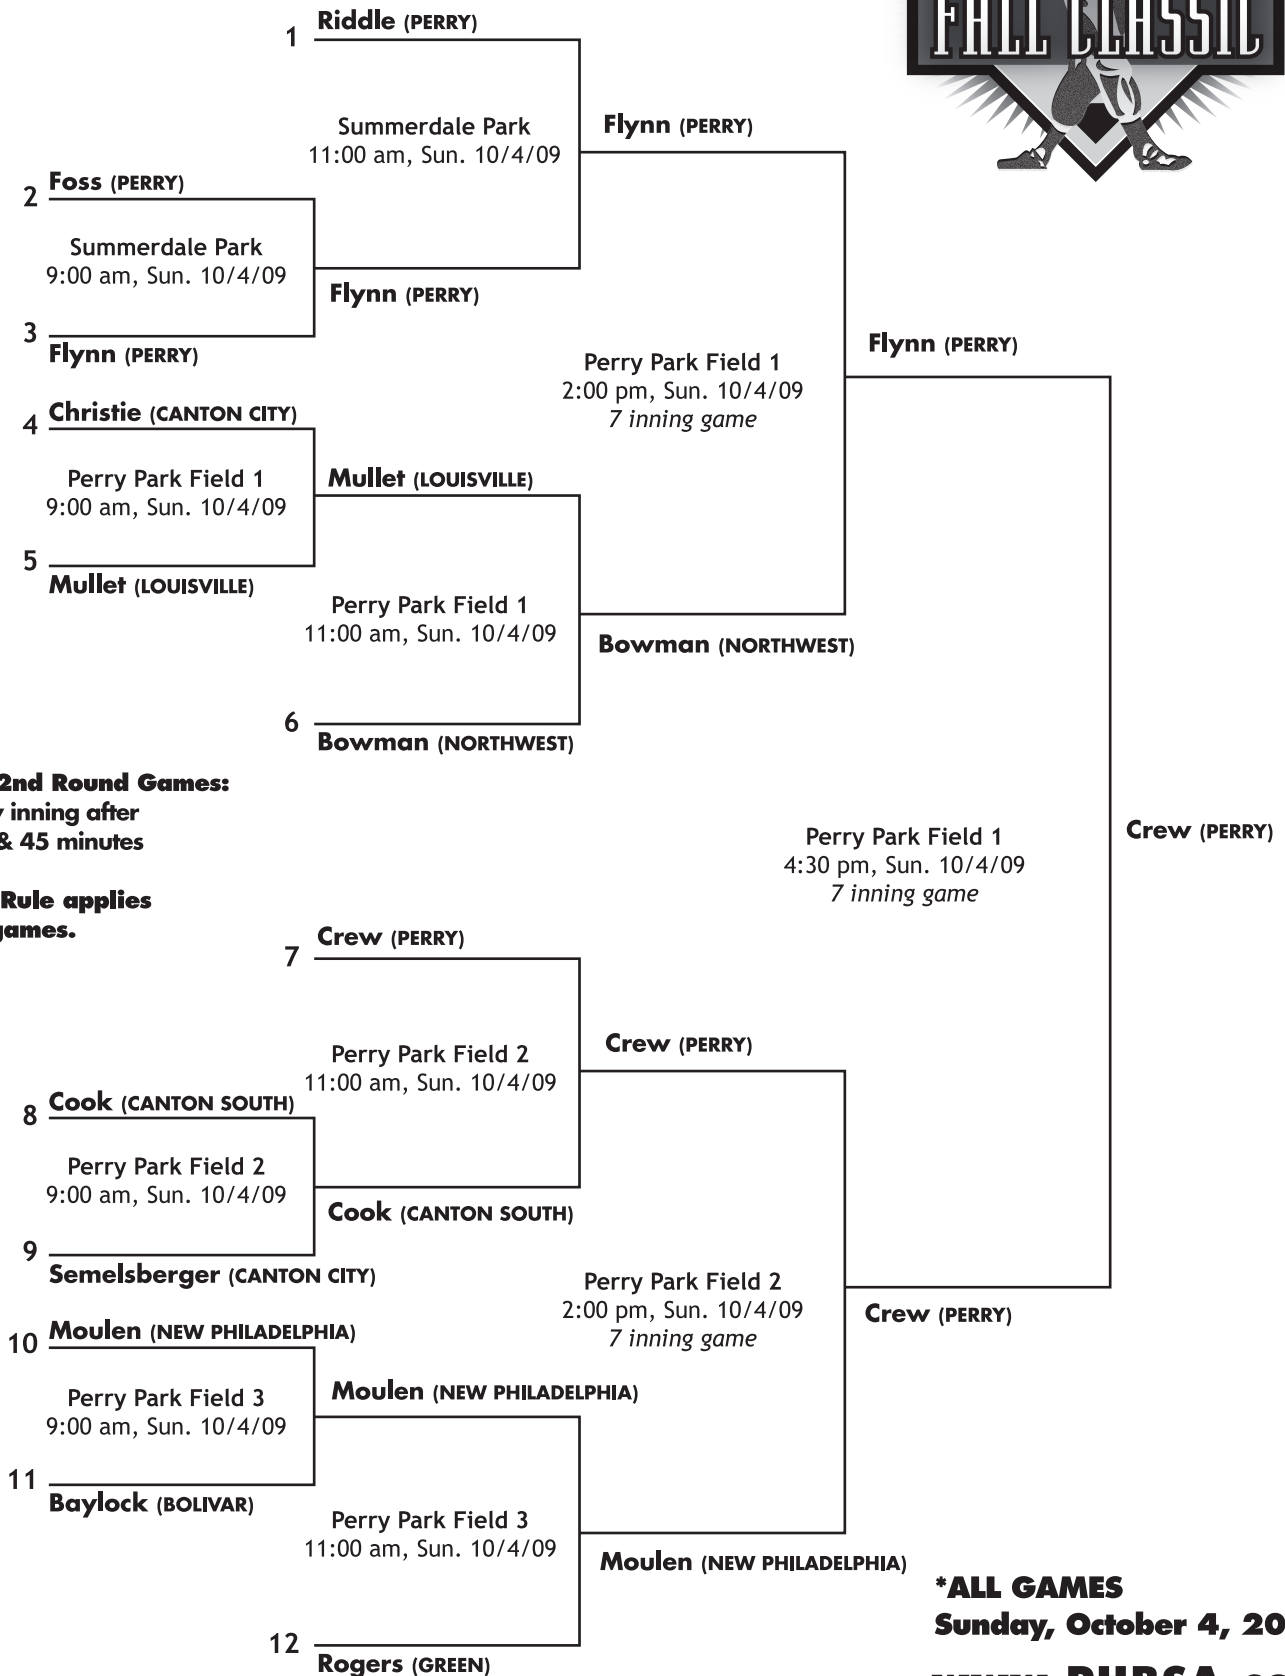 FALL CLASSIC
1
Riddle (PERRY)
Summerdale Park
11:00 am, Sun. 10/4/09
Flynn (PERRY)
2
Foss (PERRY)
Summerdale Park
9:00 am, Sun. 10/4/09
Flynn (PERRY)
3
Flynn (PERRY)
Flynn (PERRY)
Perry Park Field 1
2:00 pm, Sun. 10/4/09
7 inning game
4
Christie (CANTON CITY)
Perry Park Field 1
9:00 am, Sun. 10/4/09
Mullet (LOUISVILLE)
5
Mullet (LOUISVILLE)
Perry Park Field 1
11:00 am, Sun. 10/4/09
Bowman (NORTHWEST)
6
Bowman (NORTHWEST)
2nd Round Games:
inning after
& 45 minutes
Rule applies
games.
Perry Park Field 1
4:30 pm, Sun. 10/4/09
7 inning game
Crew (PERRY)
7
Crew (PERRY)
Perry Park Field 2
11:00 am, Sun. 10/4/09
Crew (PERRY)
8
Cook (CANTON SOUTH)
Perry Park Field 2
9:00 am, Sun. 10/4/09
Cook (CANTON SOUTH)
9
Semelsberger (CANTON CITY)
Perry Park Field 2
2:00 pm, Sun. 10/4/09
7 inning game
Crew (PERRY)
10
Moulen (NEW PHILADELPHIA)
Perry Park Field 3
9:00 am, Sun. 10/4/09
Moulen (NEW PHILADELPHIA)
11
Baylock (BOLIVAR)
Perry Park Field 3
11:00 am, Sun. 10/4/09
Moulen (NEW PHILADELPHIA)
12
Rogers (GREEN)
*ALL GAMES
Sunday, October 4, 20